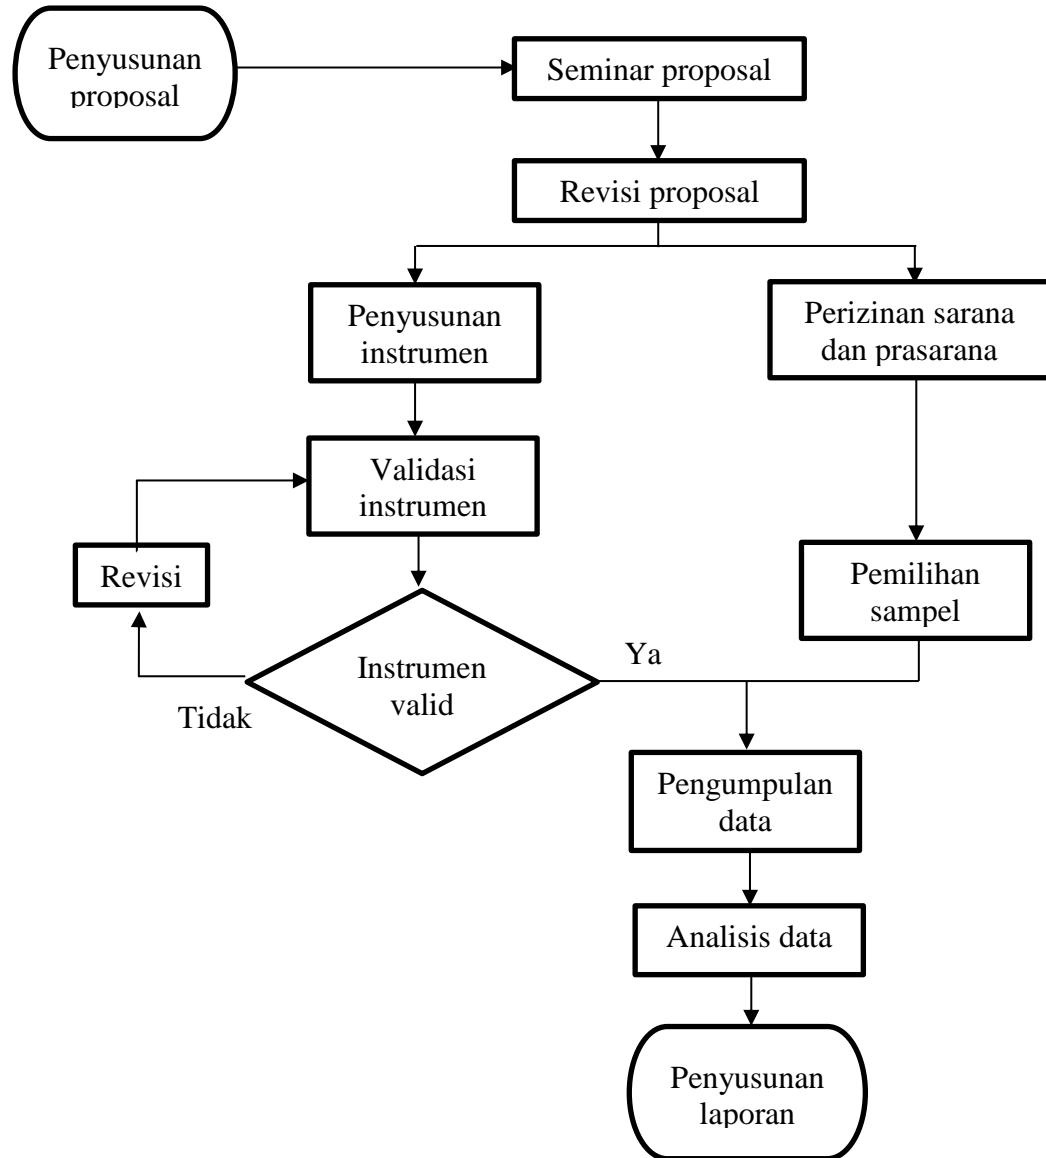 Penyusunan
proposal
Seminar proposal
Revisi proposal
Penyusunan
instrumen
Perizinan sarana
dan prasarana
Validasi
instrumen
Revisi
Pemilihan
sampel
Instrumen
valid
Ya
Tidak
Pengumpulan
data
Analisis data
Penyusunan
laporan